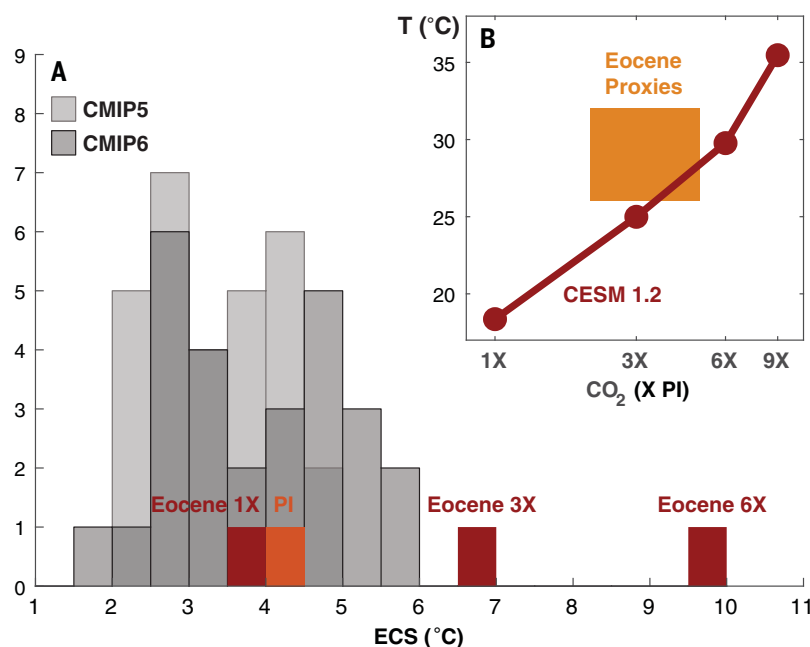 A
CMIP5
CMIP6
9
8
7
6
5
4
3
2
1
0
Eocene 1X
PI
Eocene 3X
Eocene 6X
1 2 3 4 5 6 7 8 9 10 11
ECS (°C)
T (°C)
B
Eocene
Proxies
35
30
25
20
CESM 1.2
1X 3X 6X 9X
CO2 (X PI)